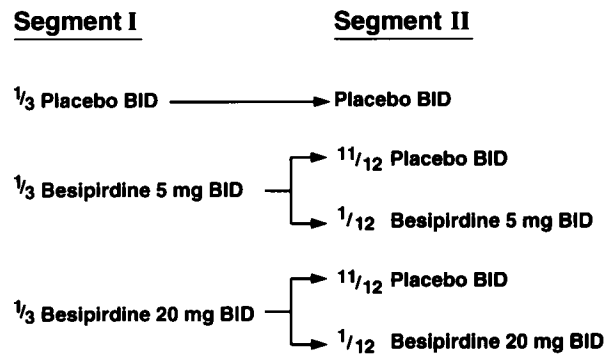 Segment I Segment II
1/3 Placebo BID Placebo BID
11/12 Placebo BID
1/3 Besipirdine 5 mg BID
1/12 Besipirdine 5 mg BID
11/12 Placebo BID
1/3 Besipirdine 20 mg BID
1/12 Besipirdine 20 mg BID